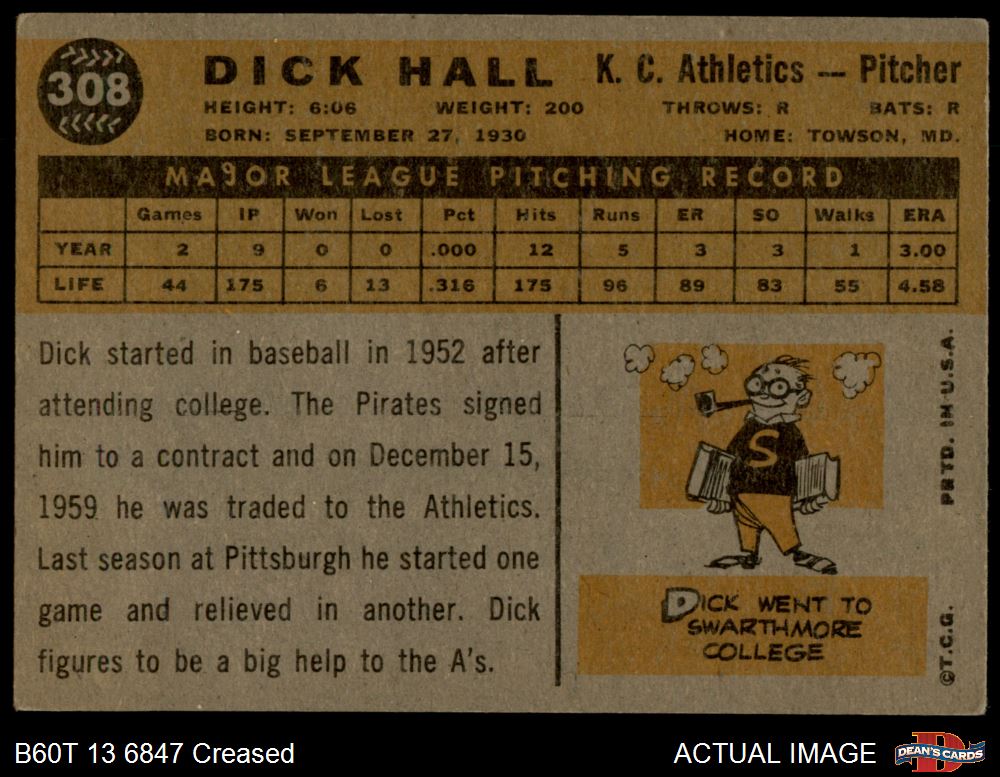 308
DICK HALL K. C. Athletics -- Pitcher
HEIGHT: 6:06 WEIGHT: 200 THROWS: R BATS: R
BORN: SEPTEMBER 27, 1930 HOME: TOWSON, MD.
MAJOR LEAGUE PITCHING RECORD
Games IP Won Lost Pct Hits Runs ER SO Walks ERA
YEAR 2 9 0 0 .000 12 5 3 3 1 3.00
LIFE 44 175 6 13 .316 175 96 89 83 55 4.58
Dick started in baseball in 1952 after
attending college. The Pirates signed
him to a contract and on December 15,
1959 he was traded to the Athletics.
Last season at Pittsburgh he started one
game and relieved in another. Dick
figures to be a big help to the A's.
S
DICK WENT TO
SWARTHMORE
COLLEGE
©T.C.G. PRTD. IN U.S.A.
B60T 13 6847 Creased ACTUAL IMAGE
DEAN'S CARDS